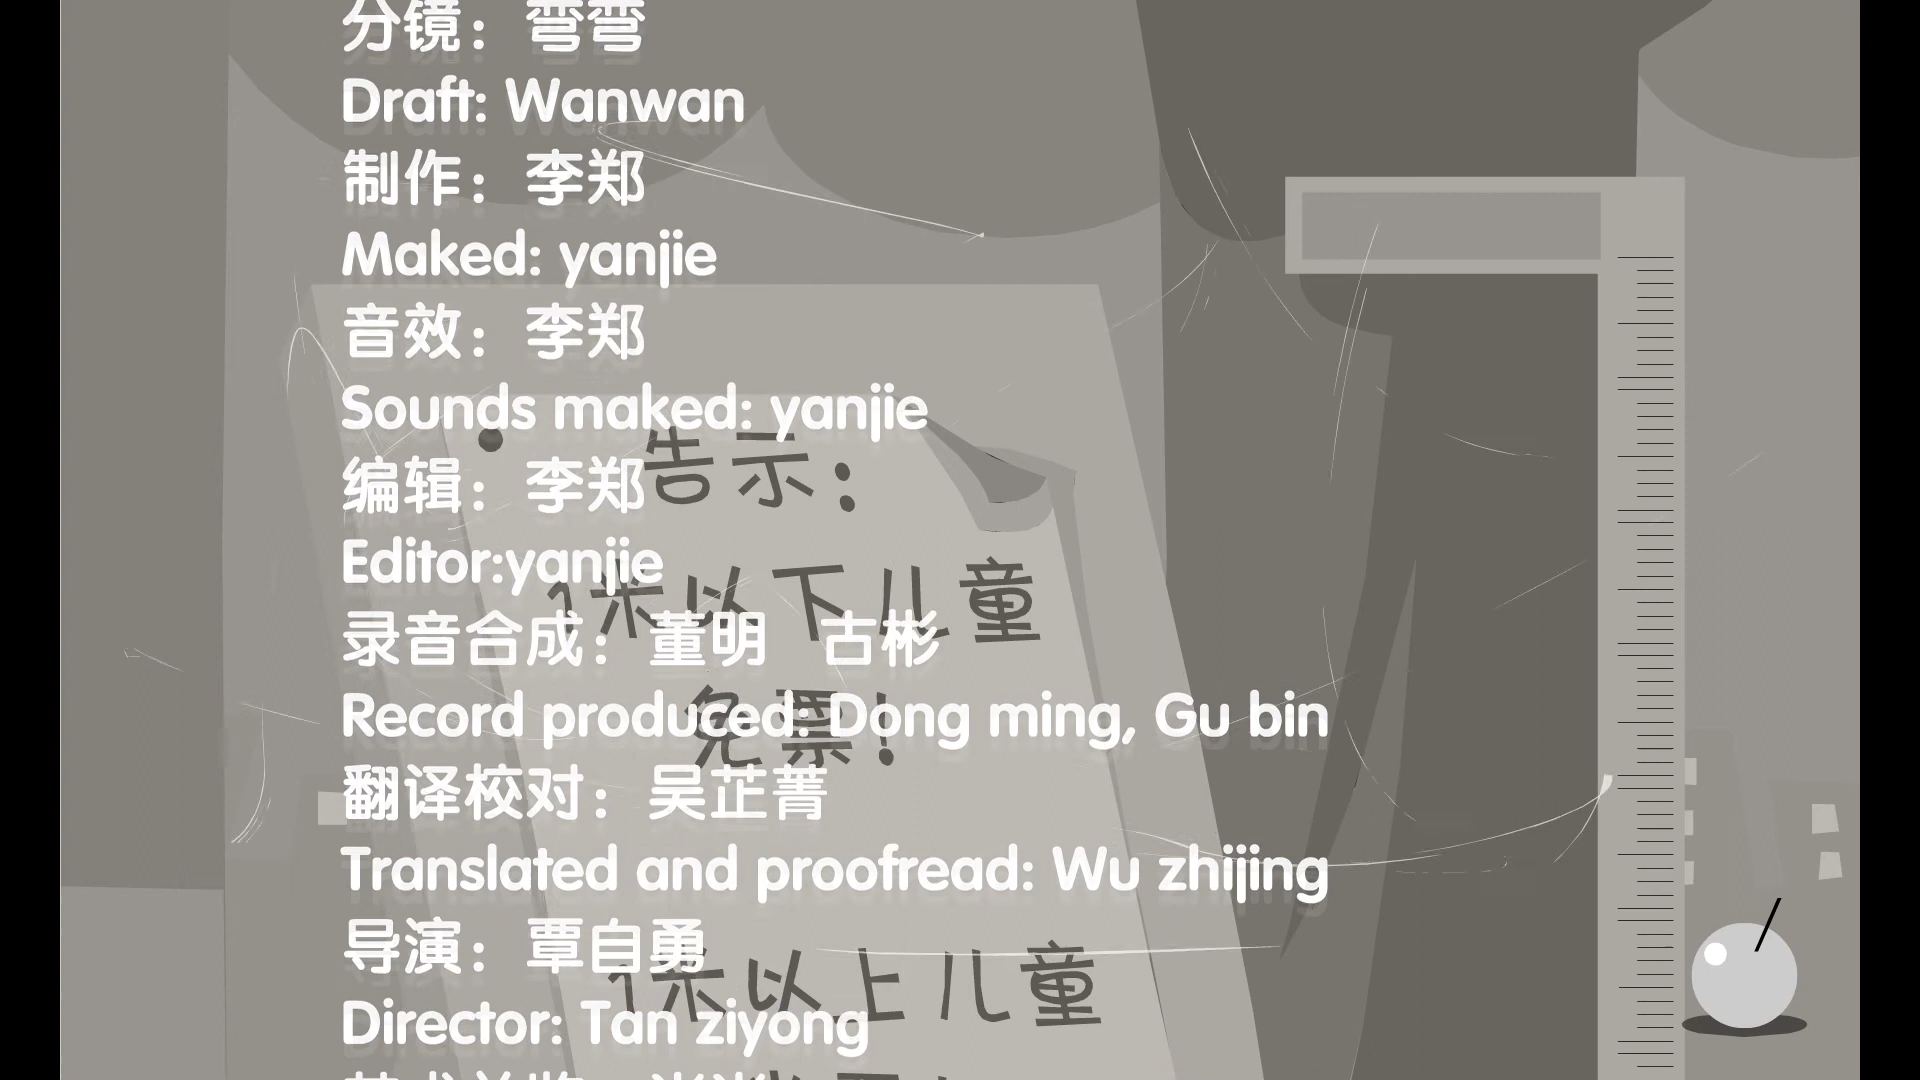 分镜：弯弯
Draft: Wanwan
制作：李郑
Maked: yanjie
音效：李郑
Sounds maked: yanjie
告示：
编辑：李郑
Editor:yanjie
1米以下儿童
录音合成：董明 古彬
Record produced: Dong ming, Gu bin
免票！
翻译校对：吴芷菁
Translated and proofread: Wu zhijing
导演：覃自勇
1米以上儿童
Director: Tan ziyong